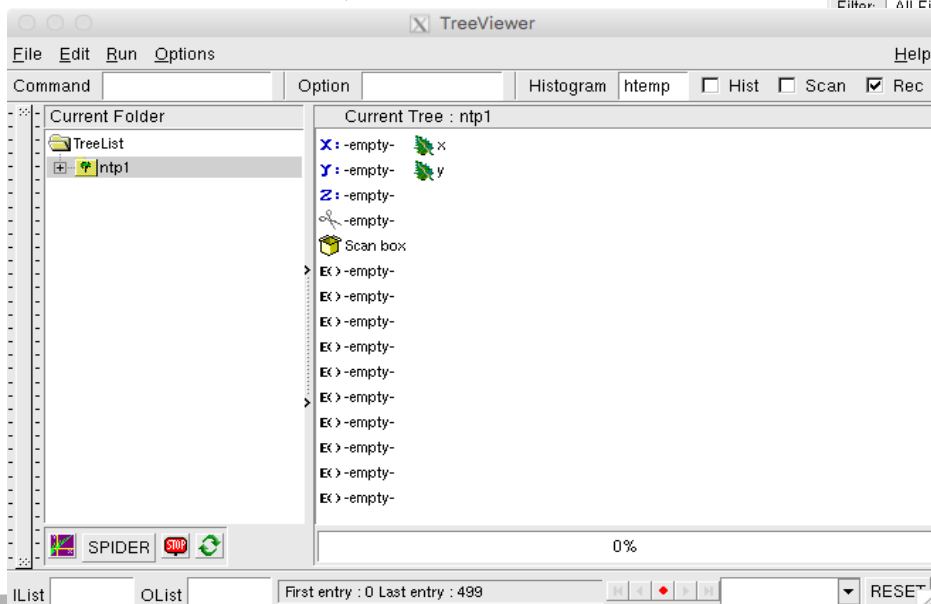 Filter: All Fi
TreeViewer
File Edit Run Options Help
Command Option Histogram htemp Hist Scan Rec
Current Folder
Current Tree : ntp1
TreeList
ntp1
X: -empty- x
Y: -empty- y
Z: -empty-
-empty-
Scan box
E() -empty-
E() -empty-
E() -empty-
E() -empty-
E() -empty-
E() -empty-
E() -empty-
E() -empty-
E() -empty-
E() -empty-
SPIDER STOP
0%
IList OList First entry : 0 Last entry : 499 RESET